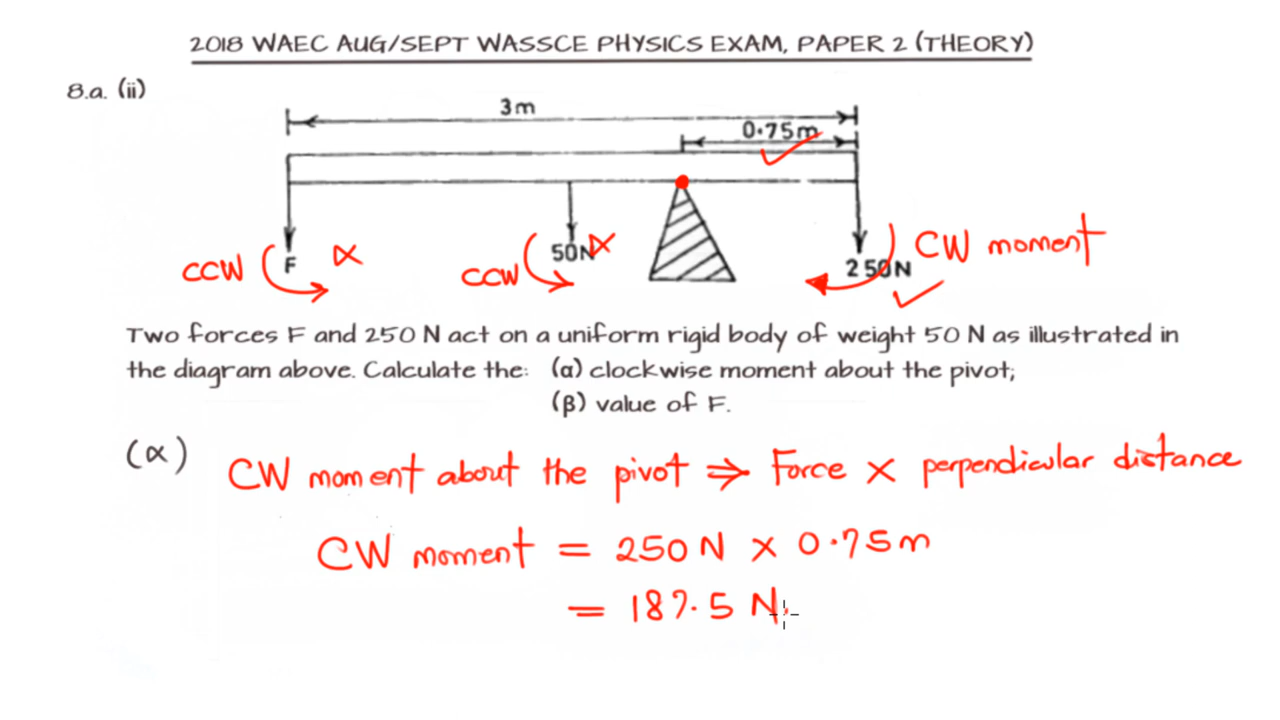 2018 WAEC AUG/SEPT WASSCE PHYSICS EXAM, PAPER 2 (THEORY)
8.a. (ii)
3m
0.75m
CCW
F
∝
CCW
50N
∝
250N
CW moment
Two forces F and 250 N act on a uniform rigid body of weight 50 N as illustrated in
the diagram above. Calculate the: (α) clockwise moment about the pivot;
(β) value of F.
(α)
CW moment about the pivot ⇒ Force × perpendicular distance
CW moment = 250 N × 0.75m
= 187.5 N.